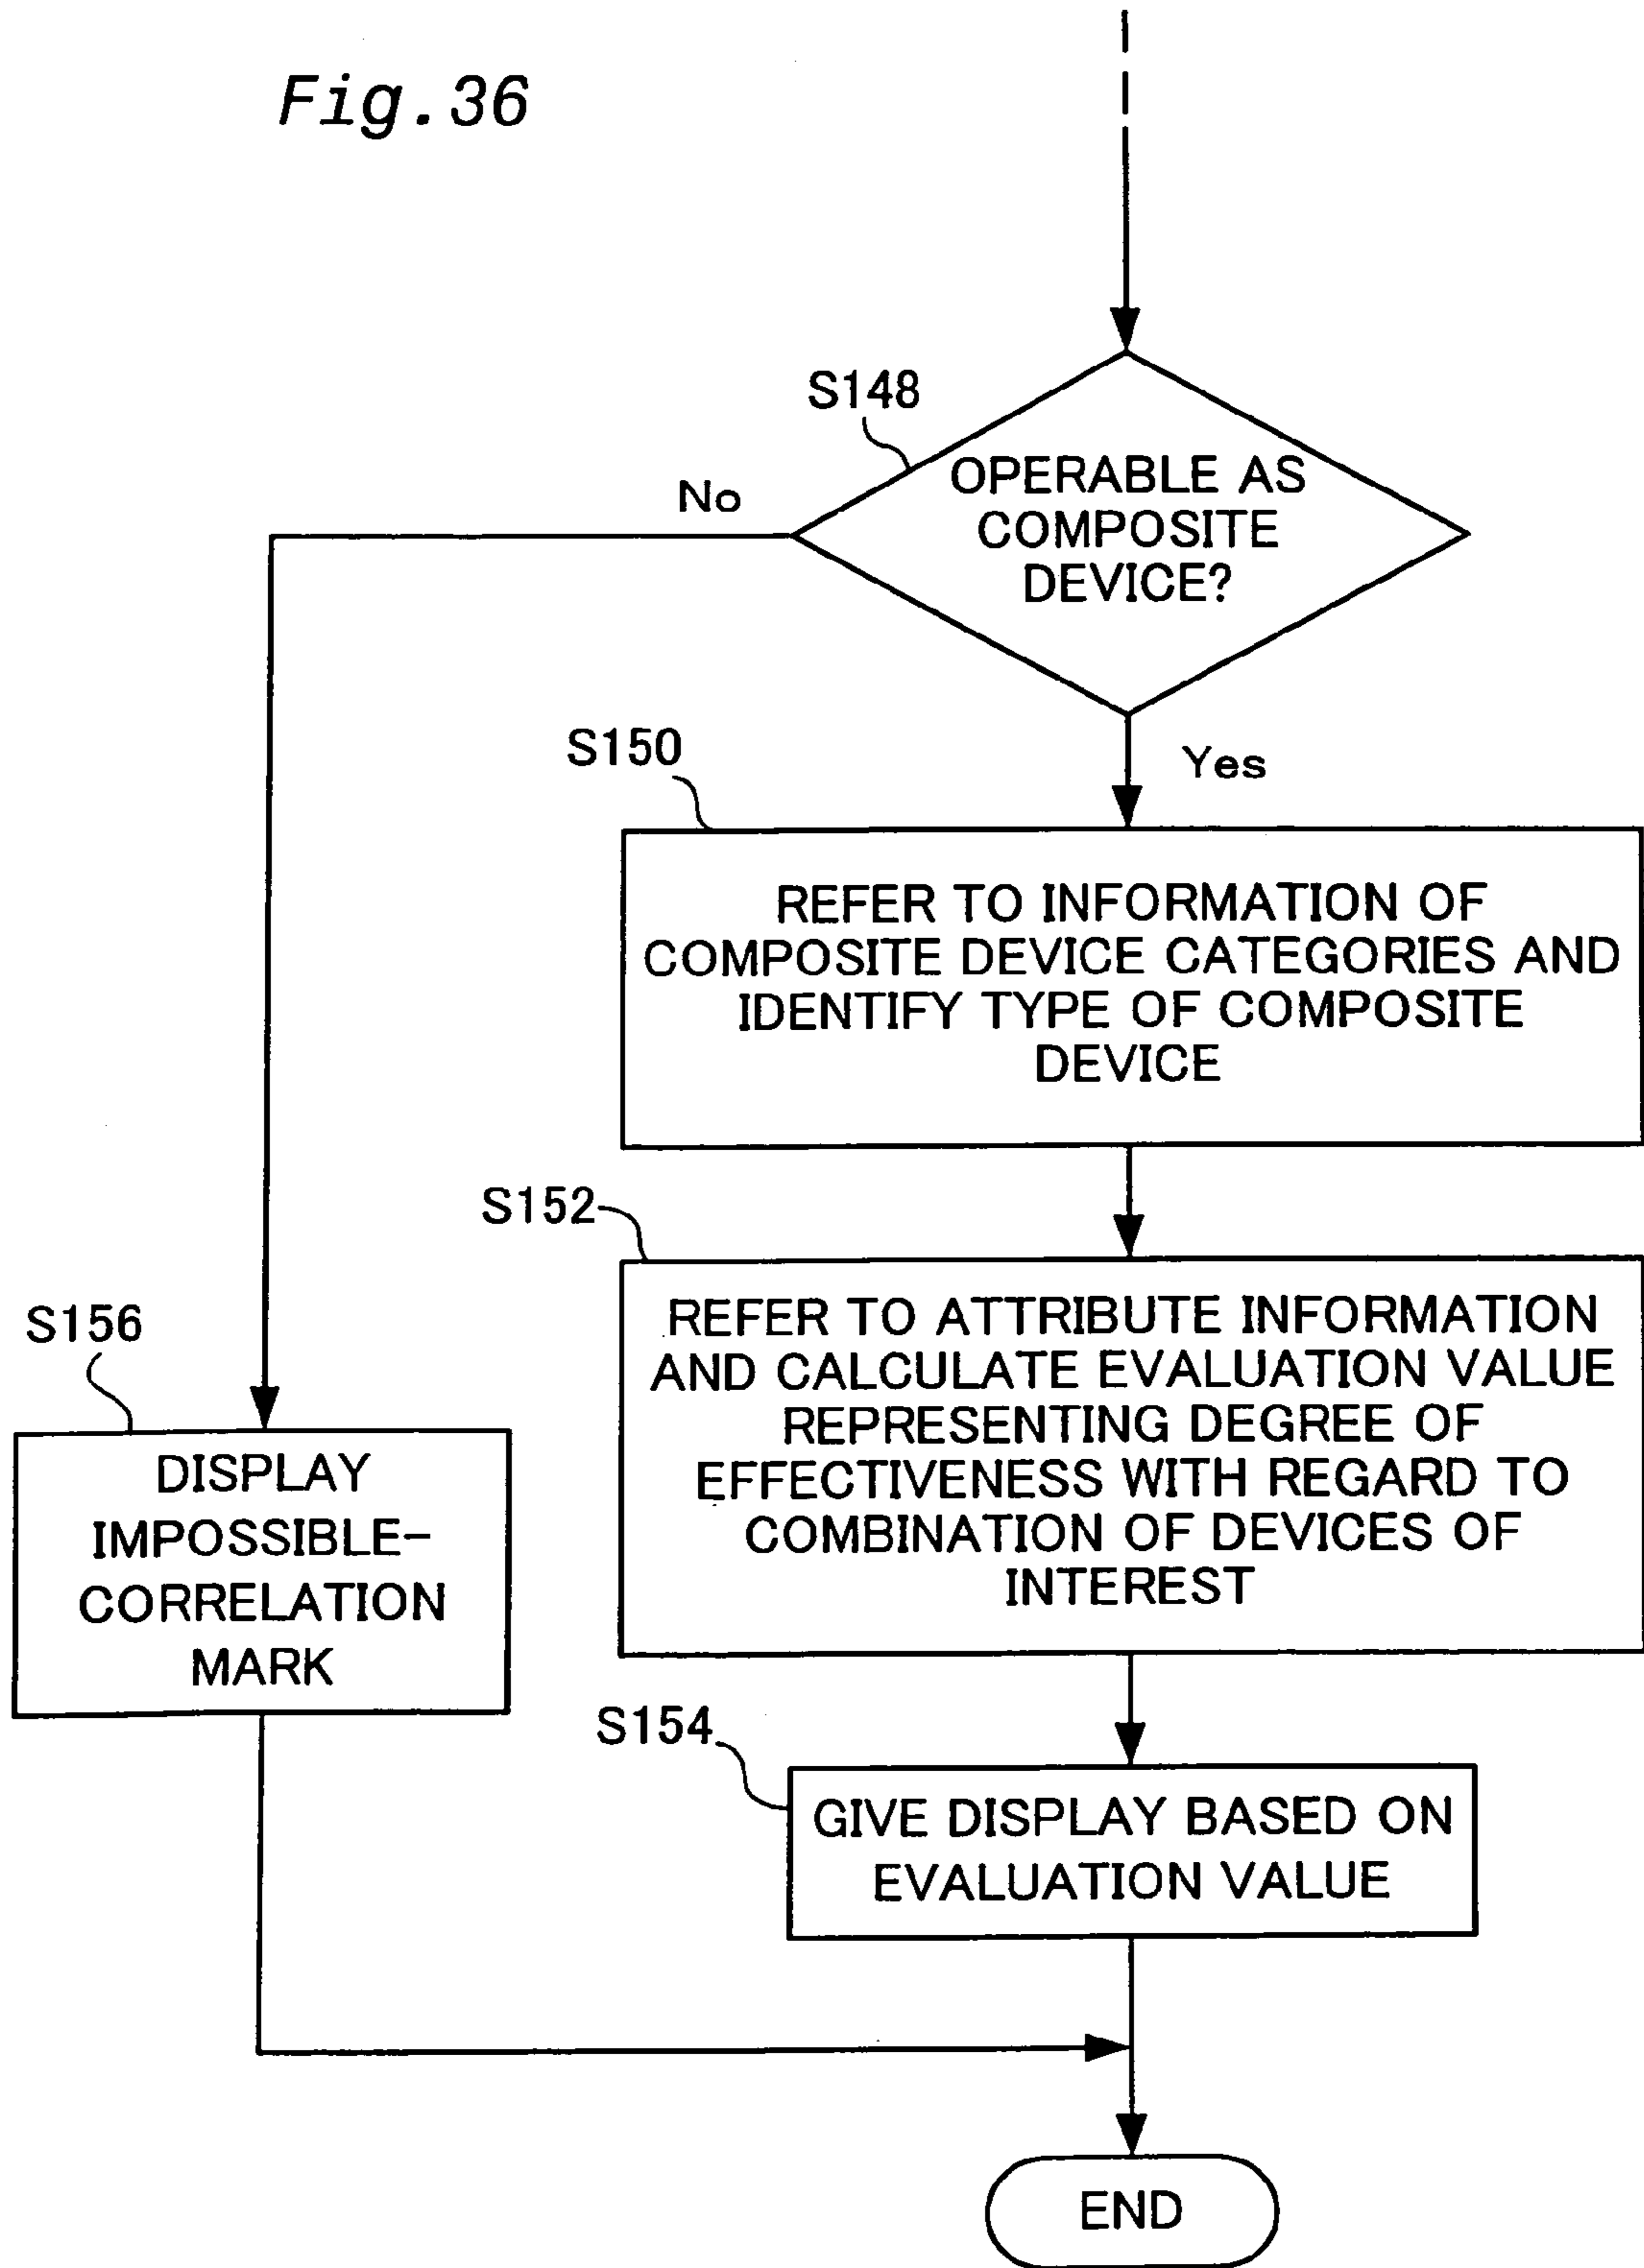 Fig.36
S148
OPERABLE AS
COMPOSITE
DEVICE?
No
Yes
S150
REFER TO INFORMATION OF
COMPOSITE DEVICE CATEGORIES AND
IDENTIFY TYPE OF COMPOSITE
DEVICE
S152
REFER TO ATTRIBUTE INFORMATION
AND CALCULATE EVALUATION VALUE
REPRESENTING DEGREE OF
EFFECTIVENESS WITH REGARD TO
COMBINATION OF DEVICES OF
INTEREST
S156
DISPLAY
IMPOSSIBLE-
CORRELATION
MARK
S154
GIVE DISPLAY BASED ON
EVALUATION VALUE
END